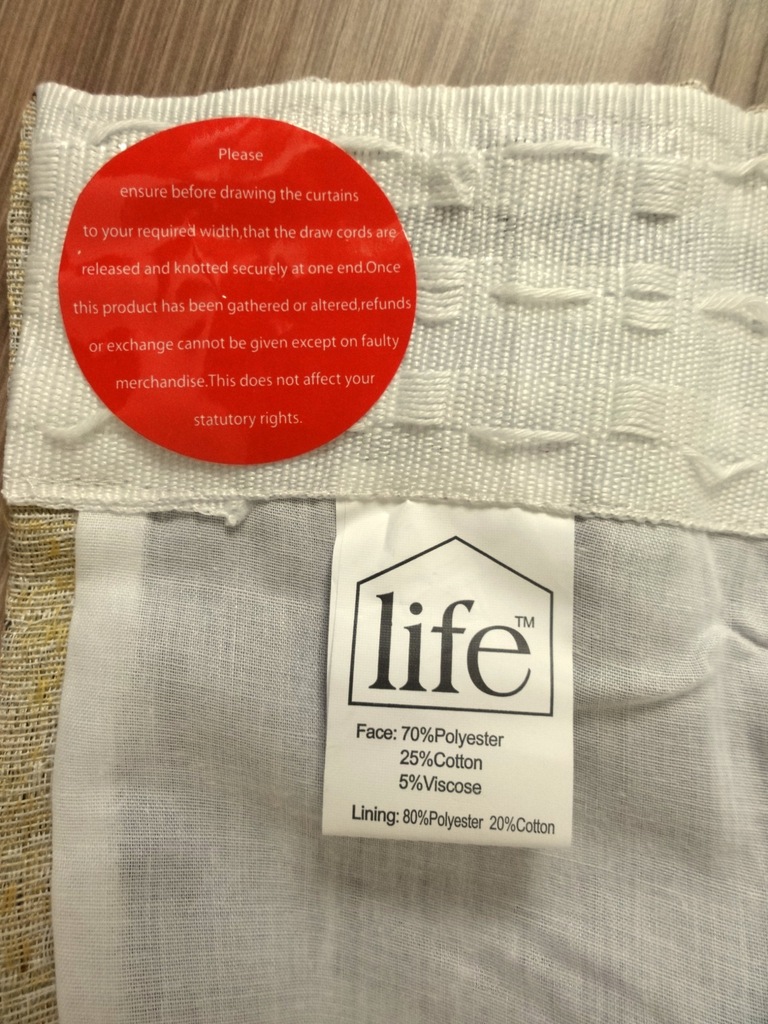 Please
ensure before drawing the curtains
to your required width,that the draw cords are
released and knotted securely at one end.Once
this product has been gathered or altered,refunds
or exchange cannot be given except on faulty
merchandise.This does not affect your
statutory rights.
life™
Face: 70%Polyester
25%Cotton
5%Viscose
Lining: 80%Polyester 20%Cotton